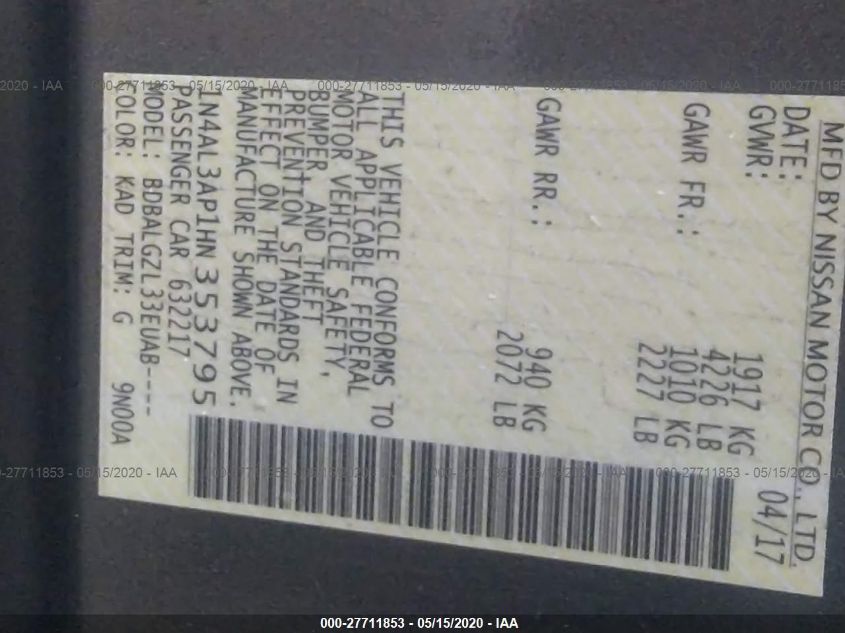 MFD BY NISSAN MOTOR CO., LTD.
DATE: 04/17
GVWR: 1917 KG
4226 LB
GAWR FR.: 1010 KG
2227 LB
GAWR RR.: 940 KG
2072 LB
THIS VEHICLE CONFORMS TO
ALL APPLICABLE FEDERAL
MOTOR VEHICLE SAFETY,
BUMPER, AND THEFT
PREVENTION STANDARDS IN
EFFECT ON THE DATE OF
MANUFACTURE SHOWN ABOVE.
1N4AL3AP1HN353795
PASSENGER CAR 632217
MODEL: BDBALGZL33EUAB----
COLOR: KAD TRIM: G 9N00A
000-27711853 - 05/15/2020 - IAA